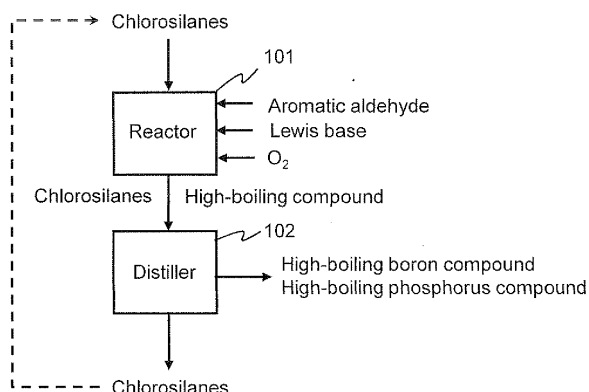 Chlorosilanes
101
Reactor
Aromatic aldehyde
Lewis base
O₂
Chlorosilanes High-boiling compound
102
Distiller
High-boiling boron compound
High-boiling phosphorus compound
Chlorosilanes